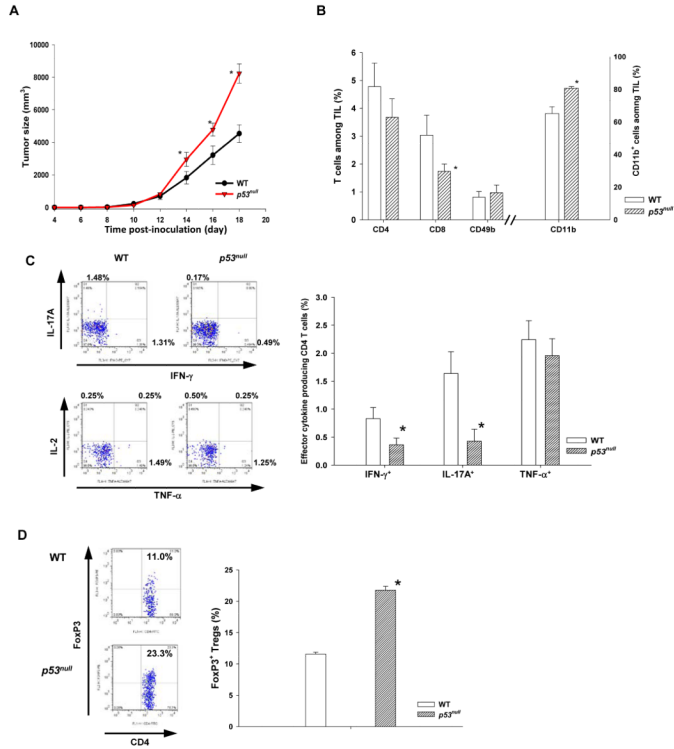 A
Tumor size (mm³)
10000
8000
6000
4000
2000
0
*
*
*
WT
p53null
4 6 8 10 12 14 16 18 20
Time post-inoculation (day)
B
T cells among TIL (%)
6
5
4
3
2
1
0
*
*
CD4 CD8 CD49b // CD11b
100
80
60
40
20
0
CD11b⁺ cells aomng TIL (%)
WT
p53null
C
WT p53null
1.48% 0.17%
IL-17A
1.31% 0.49%
IFN-γ
0.25% 0.25% 0.50% 0.25%
IL-2
1.49% 1.25%
TNF-α
Effector cytokine producing CD4 T cells (%)
3.0
2.5
2.0
1.5
1.0
0.5
0.0
*
*
IFN-γ⁺ IL-17A⁺ TNF-α⁺
WT
p53null
D
WT
11.0%
FoxP3
p53null
23.3%
CD4
FoxP3⁺ Tregs (%)
25
20
15
10
5
0
*
WT
p53null